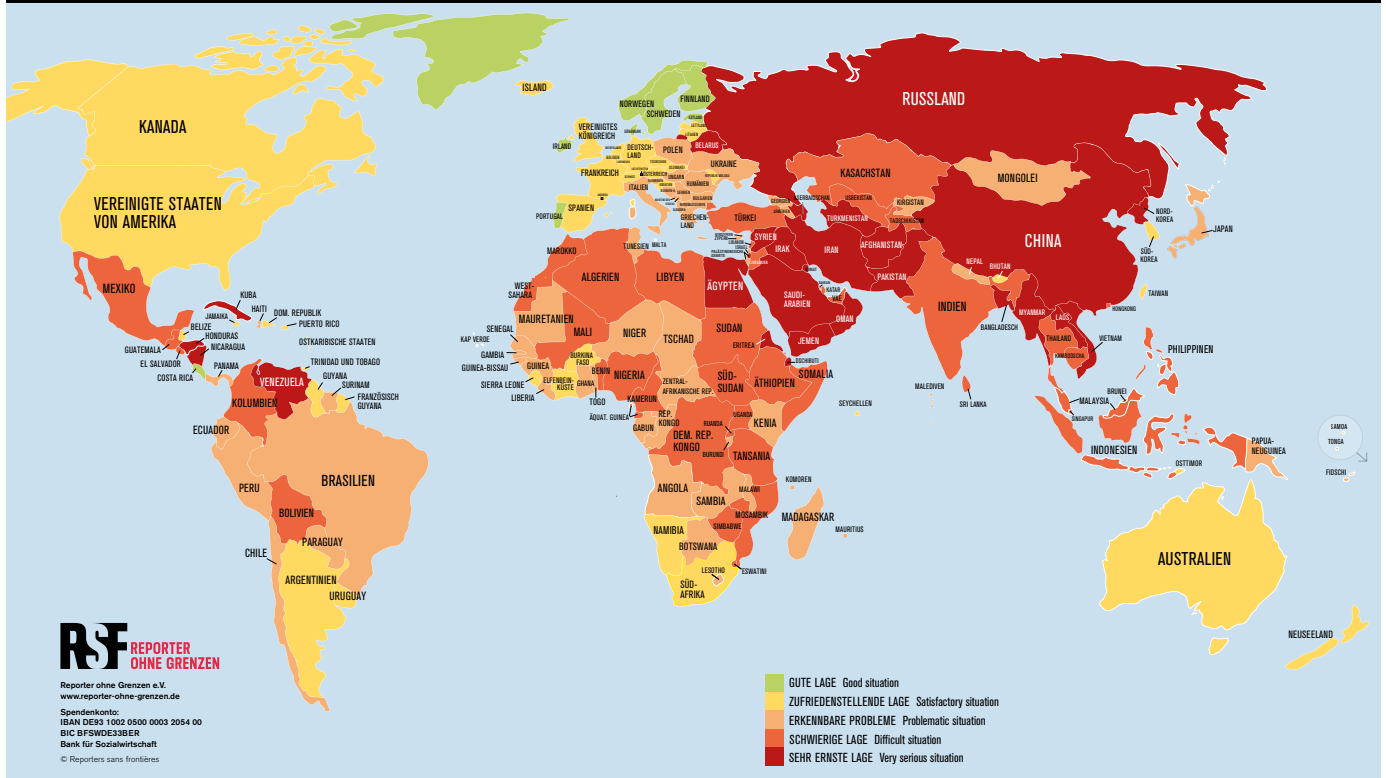 ISLAND
NORWEGEN
FINNLAND
SCHWEDEN
RUSSLAND
KANADA
VEREINIGTES
KÖNIGREICH
IRLAND
DEUTSCH-
LAND
POLEN
BELARUS
UKRAINE
FRANKREICH
ÖSTERREICH
UNGARN
RUMÄNIEN
ITALIEN
BULGARIEN
KASACHSTAN
MONGOLEI
VEREINIGTE STAATEN
VON AMERIKA
PORTUGAL
SPANIEN
GRIECHEN-
LAND
TÜRKEI
GEORGIEN
ASERBAIDSCHAN
USBEKISTAN
KIRGISTAN
TURKMENISTAN
TADSCHIKISTAN
NORD-
KOREA
JAPAN
SÜD-
KOREA
CHINA
MAROKKO
TUNESIEN
MALTA
SYRIEN
IRAK
IRAN
AFGHANISTAN
PAKISTAN
NEPAL
BHUTAN
MEXIKO
ALGERIEN
LIBYEN
ÄGYPTEN
WEST-
SAHARA
SAUDI-
ARABIEN
KATAR
VAE
OMAN
INDIEN
TAIWAN
HONGKONG
KUBA
HAITI
DOM. REPUBLIK
JAMAIKA
PUERTO RICO
BELIZE
HONDURAS
NICARAGUA
OSTKARIBISCHE STAATEN
GUATEMALA
EL SALVADOR
COSTA RICA
PANAMA
TRINIDAD UND TOBAGO
GUYANA
SURINAM
FRANZÖSISCH
GUYANA
VENEZUELA
KOLUMBIEN
MAURETANIEN
MALI
NIGER
TSCHAD
SUDAN
ERITREA
JEMEN
DSCHIBUTI
SENEGAL
KAP VERDE
GAMBIA
GUINEA-BISSAU
GUINEA
SIERRA LEONE
LIBERIA
BURKINA
FASO
ELFENBEIN-
KÜSTE
GHANA
BENIN
TOGO
NIGERIA
KAMERUN
ZENTRAL-
AFRIKANISCHE REP.
SÜD-
SUDAN
ÄTHIOPIEN
SOMALIA
BANGLADESCH
MYANMAR
LAOS
THAILAND
KAMBODSCHA
VIETNAM
PHILIPPINEN
MALEDIVEN
SRI LANKA
BRUNEI
MALAYSIA
SINGAPUR
INDONESIEN
OSTTIMOR
PAPUA-
NEUGUINEA
SAMOA
TONGA
FIDSCHI
ECUADOR
PERU
BRASILIEN
BOLIVIEN
PARAGUAY
CHILE
ARGENTINIEN
URUGUAY
ÄQUAT. GUINEA
GABUN
REP.
KONGO
DEM. REP.
KONGO
UGANDA
RUANDA
BURUNDI
KENIA
TANSANIA
SEYCHELLEN
ANGOLA
SAMBIA
MALAWI
KOMOREN
MOSAMBIK
SIMBABWE
MADAGASKAR
MAURITIUS
NAMIBIA
BOTSWANA
LESOTHO
ESWATINI
SÜD-
AFRIKA
AUSTRALIEN
NEUSEELAND
RSF REPORTER
OHNE GRENZEN
Reporter ohne Grenzen e.V.
www.reporter-ohne-grenzen.de
Spendenkonto:
IBAN DE93 1002 0500 0003 2054 00
BIC BFSWDE33BER
Bank für Sozialwirtschaft
© Reporters sans frontières
GUTE LAGE Good situation
ZUFRIEDENSTELLENDE LAGE Satisfactory situation
ERKENNBARE PROBLEME Problematic situation
SCHWIERIGE LAGE Difficult situation
SEHR ERNSTE LAGE Very serious situation